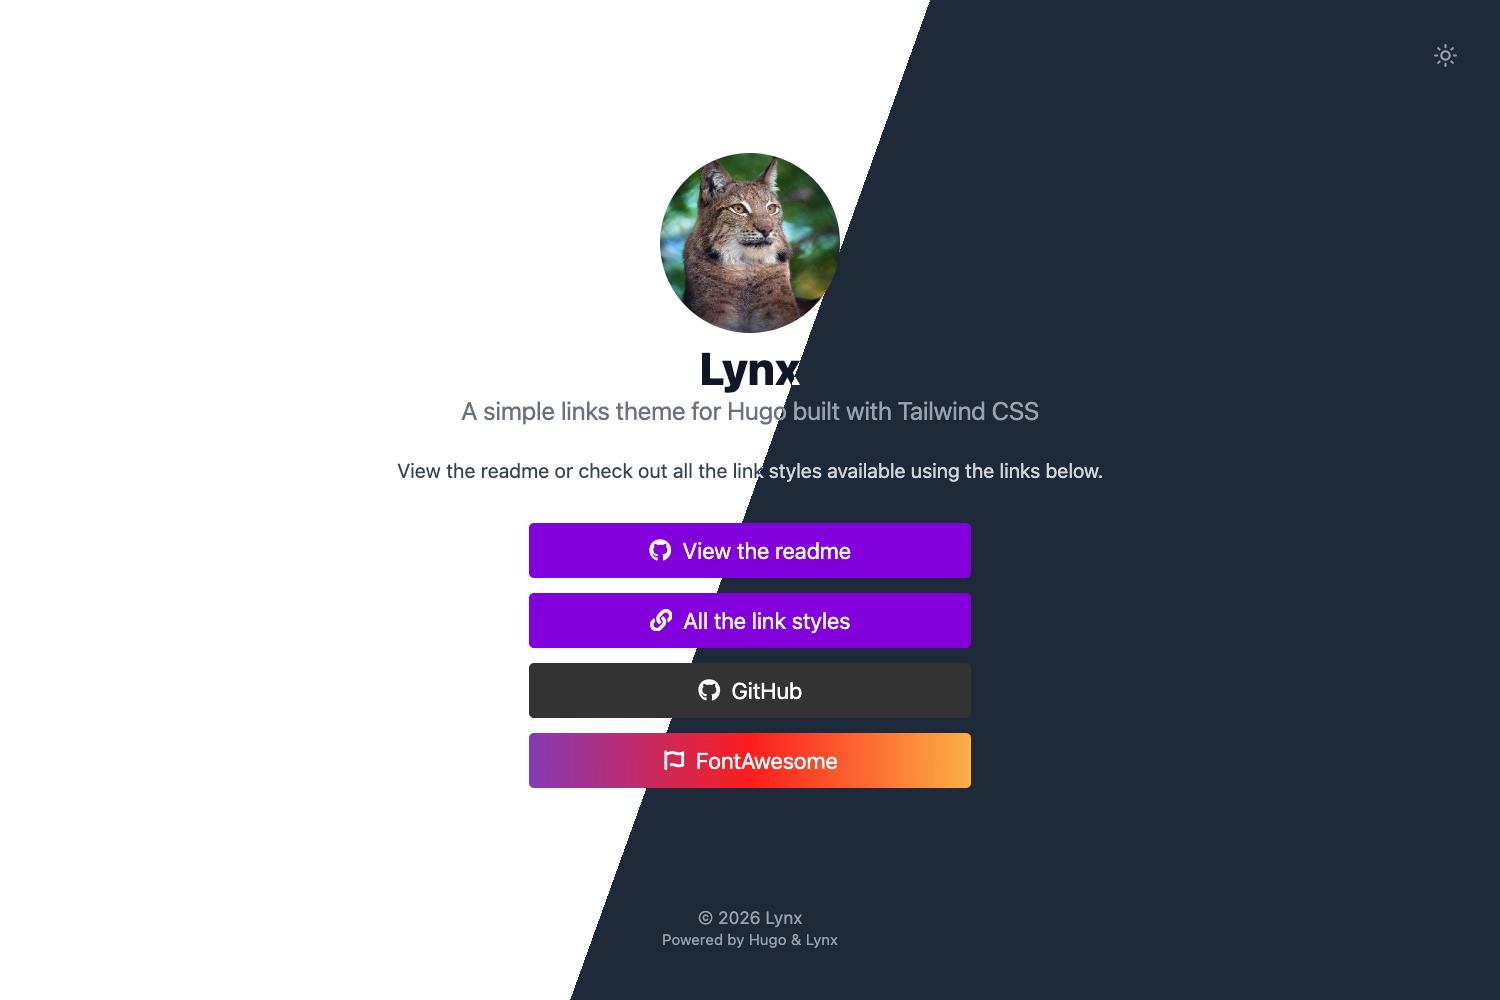 Lynx
A simple links theme for Hugo built with Tailwind CSS
View the readme or check out all the link styles available using the links below.
View the readme
All the link styles
GitHub
FontAwesome
© 2026 Lynx
Powered by Hugo & Lynx